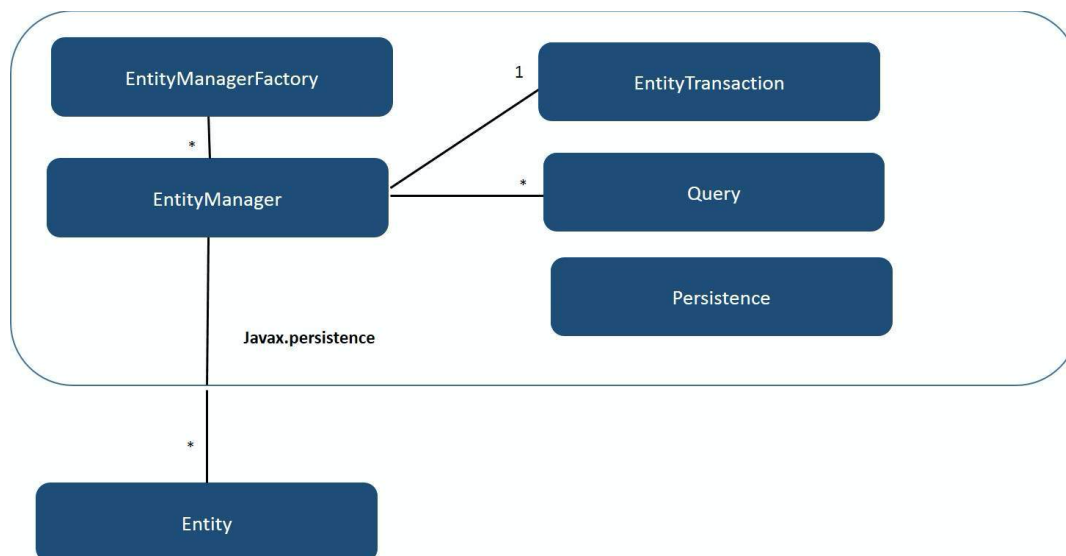 EntityManagerFactory
1
EntityTransaction
*
EntityManager
*
Query
Persistence
Javax.persistence
*
Entity